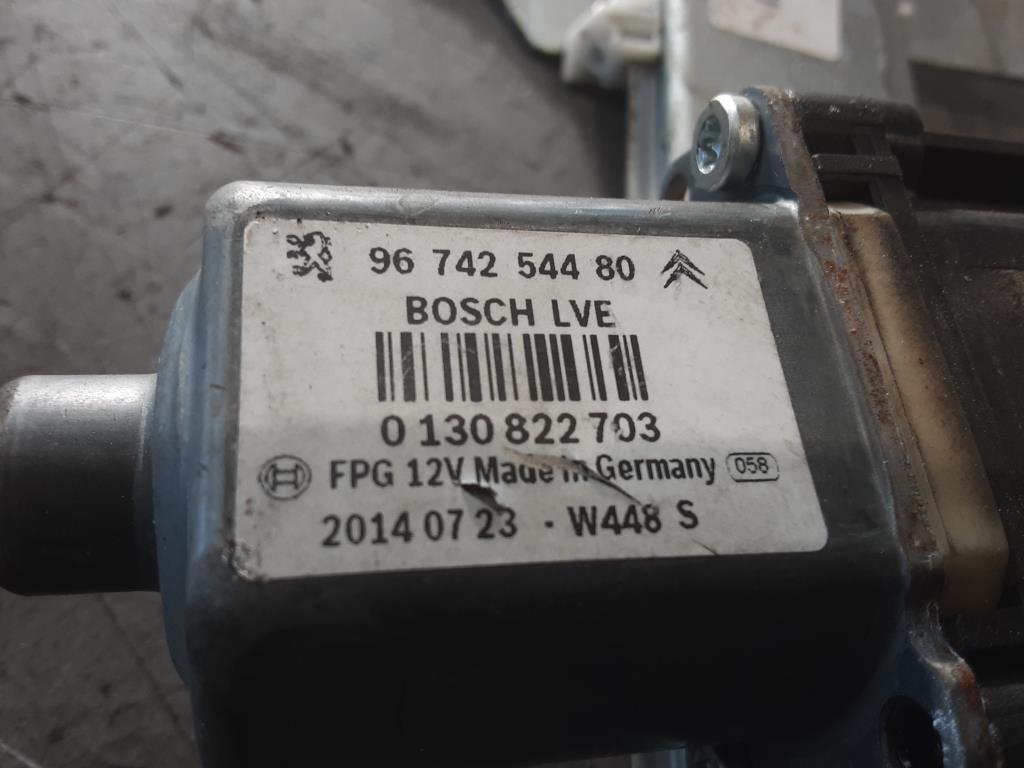 96 742 544 80
BOSCH LVE
0 130 822 703
FPG 12V Made in Germany 058
2014 07 23 - W448 S